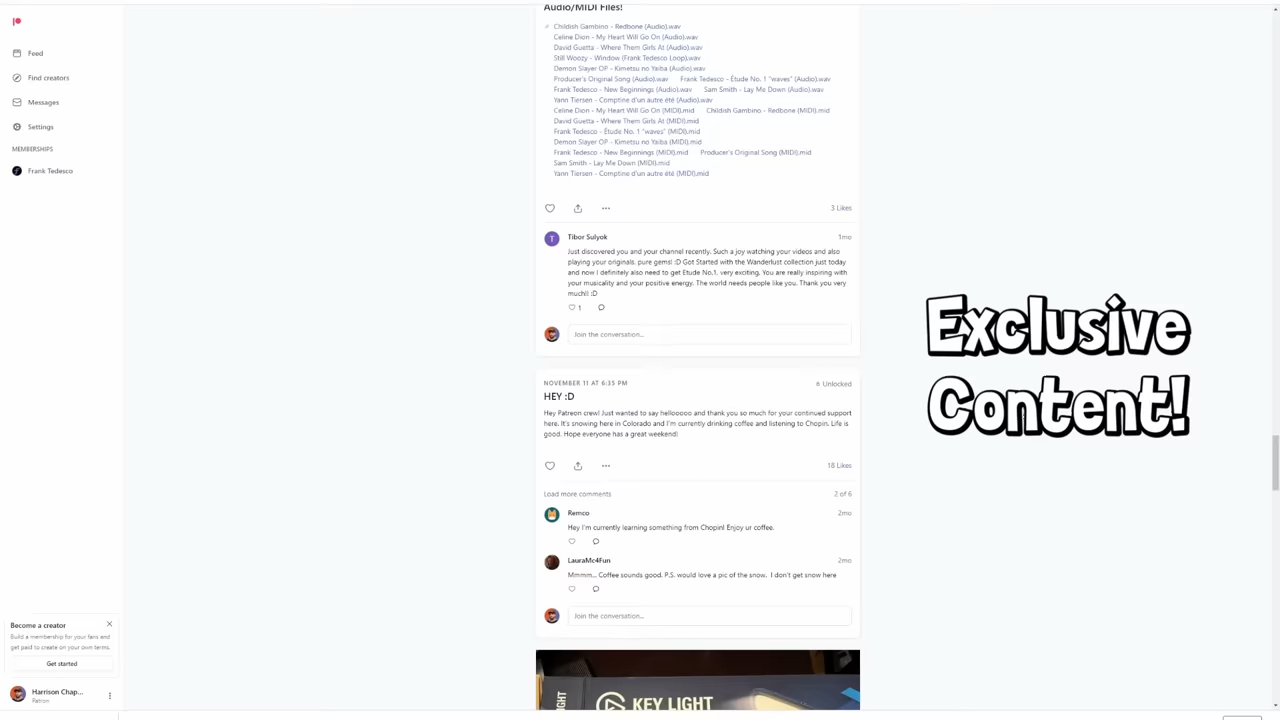 Audio/MIDI Files!
Childish Gambino - Redbone (Audio).wav
Celine Dion - My Heart Will Go On (Audio).wav
David Guetta - Where Them Girls At (Audio).wav
Still Woozy - Window (Frank Tedesco Loop).wav
Demon Slayer OP - Kimetsu no Yaiba (Audio).wav
Producer's Original Song (Audio).wav Frank Tedesco - Étude No. 1 "waves" (Audio).wav
Frank Tedesco - New Beginnings (Audio).wav Sam Smith - Lay Me Down (Audio).wav
Yann Tiersen - Comptine d'un autre été (Audio).wav
Celine Dion - My Heart Will Go On (MIDI).mid Childish Gambino - Redbone (MIDI).mid
David Guetta - Where Them Girls At (MIDI).mid
Frank Tedesco - Étude No. 1 "waves" (MIDI).mid
Demon Slayer OP - Kimetsu no Yaiba (MIDI).mid
Frank Tedesco - New Beginnings (MIDI).mid Producer's Original Song (MIDI).mid
Sam Smith - Lay Me Down (MIDI).mid
Yann Tiersen - Comptine d'un autre été (MIDI).mid
3 Likes
T
Tibor Sulyok
1mo
Just discovered you and your channel recently. Such a joy watching your videos and also
playing your originals. pure gems! :D Got Started with the Wanderlust collection just today
and now I definitely also need to get Etude No.1. very exciting. You are really inspiring with
your musicality and your positive energy. The world needs people like you. Thank you very
much!! :D
1
Join the conversation...
NOVEMBER 11 AT 6:35 PM
Unlocked
HEY :D
Hey Patreon crew! Just wanted to say hellooooo and thank you so much for your continued support
here. It's snowing here in Colorado and I'm currently drinking coffee and listening to Chopin. Life is
good. Hope everyone has a great weekend!
18 Likes
Load more comments
2 of 6
Remco
2mo
Hey I'm currently learning something from Chopin! Enjoy ur coffee.
LauraMc4Fun
2mo
Mmmm... Coffee sounds good. P.S. would love a pic of the snow. I don't get snow here
Join the conversation...
KEY LIGHT
LIGHT
Exclusive
Content!
Feed
Find creators
Messages
Settings
MEMBERSHIPS
Frank Tedesco
Become a creator
Build a membership for your fans and
get paid to create on your own terms.
Get started
Harrison Chap...
Patron